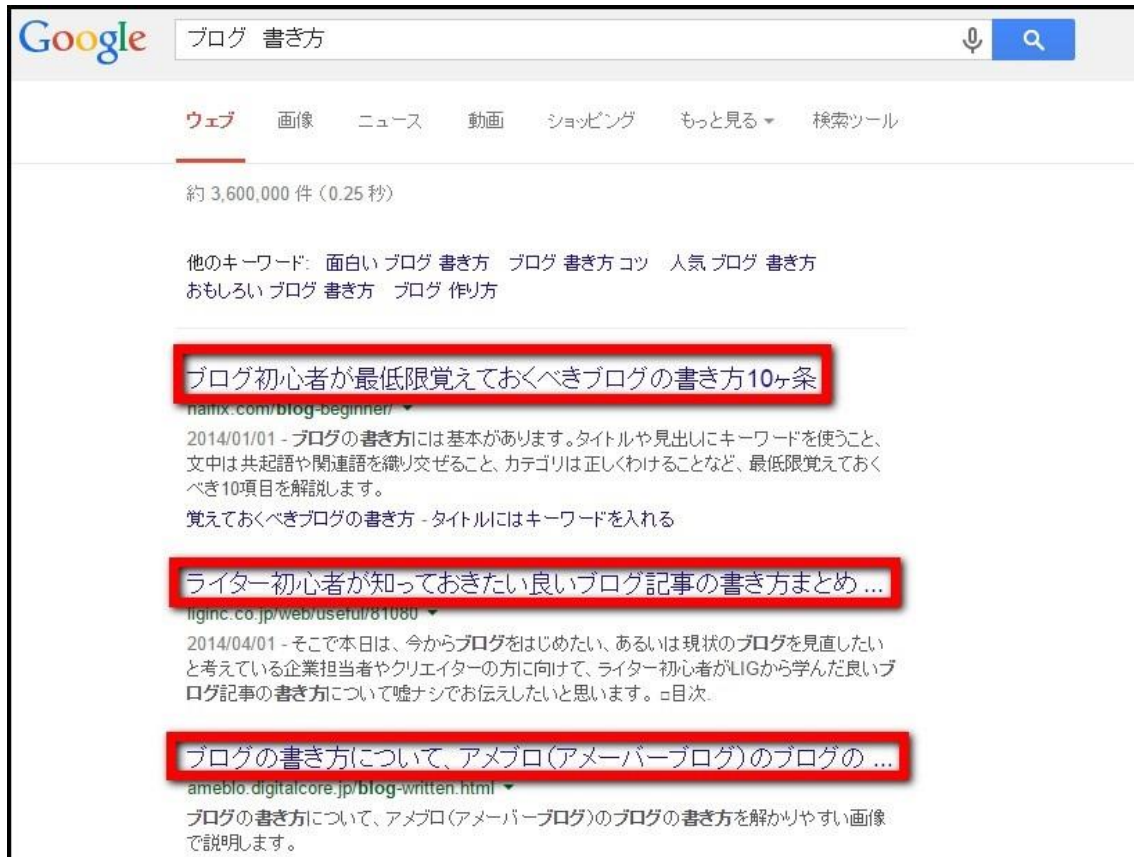 Google ブログ 書き方
ウェブ 画像 ニュース 動画 ショッピング もっと見る 検索ツール
約 3,600,000 件 (0.25 秒)
他のキーワード: 面白い ブログ 書き方 ブログ 書き方 コツ 人気 ブログ 書き方
おもしろい ブログ 書き方 ブログ 作り方
ブログ初心者が最低限覚えておくべきブログの書き方10ヶ条
naifix.com/blog-beginner/
2014/01/01 - ブログの書き方には基本があります。タイトルや見出しにキーワードを使うこと、
文中は共起語や関連語を織り交ぜること、カテゴリは正しくわけることなど、最低限覚えておく
べき10項目を解説します。
覚えておくべきブログの書き方 - タイトルにはキーワードを入れる
ライター初心者が知っておきたい良いブログ記事の書き方まとめ ...
liginc.co.jp/web/useful/81080
2014/04/01 - そこで本日は、今からブログをはじめたい、あるいは現状のブログを見直したい
と考えている企業担当者やクリエイターの方に向けて、ライター初心者がLIGから学んだ良いブ
ログ記事の書き方について嘘ナシでお伝えしたいと思います。□目次.
ブログの書き方について、アメブロ(アメーバーブログ)のブログの ...
ameblo.digitalcore.jp/blog-written.html
ブログの書き方について、アメブロ(アメーバーブログ)のブログの書き方を解かりやすい画像
で説明します。